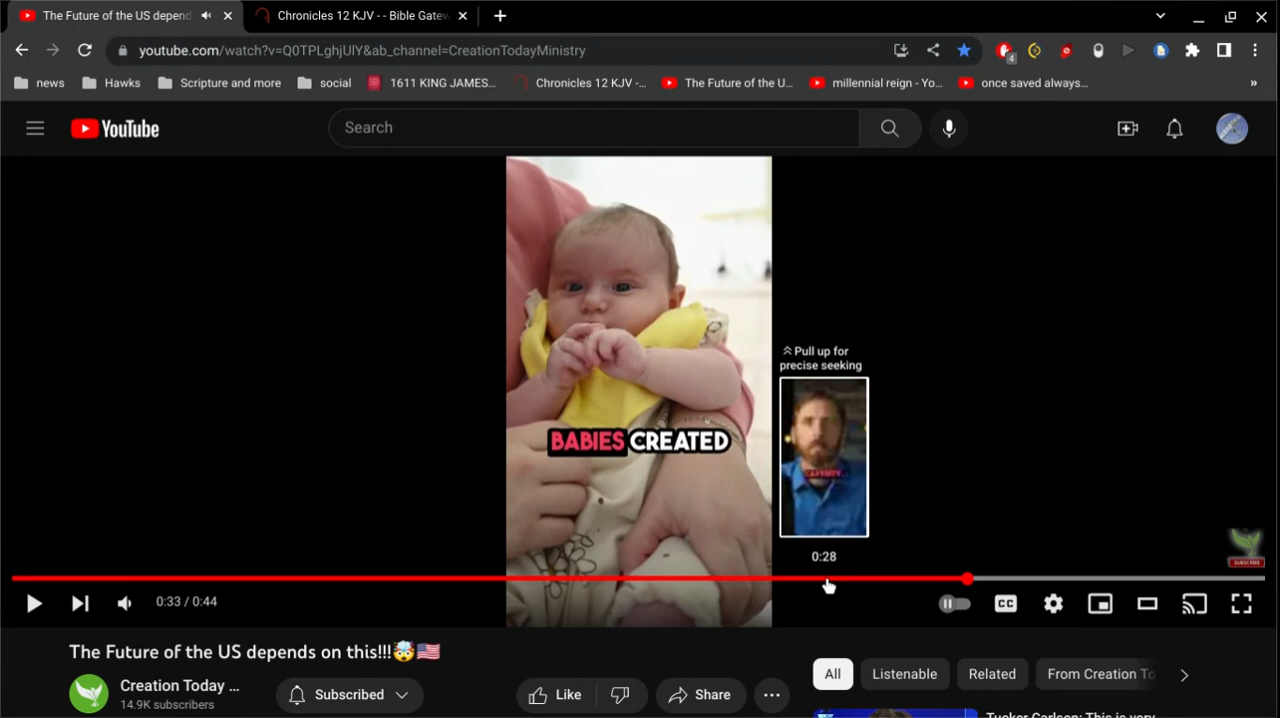 The Future of the US depend
Chronicles 12 KJV - - Bible Gatew
youtube.com/watch?v=Q0TPLghjUlY&ab_channel=CreationTodayMinistry
4
news
Hawks
Scripture and more
social
1611 KING JAMES...
Chronicles 12 KJV -...
The Future of the U...
millennial reign - Yo...
once saved always...
»
YouTube
Search
Pull up for
precise seeking
BABIES CREATED
0:28
SUBSCRIBE
0:33 / 0:44
CC
The Future of the US depends on this!!!🤯🇺🇸
Creation Today ...
14.9K subscribers
Subscribed
Like
Share
All
Listenable
Related
From Creation To
Tucker Carlson: This is very